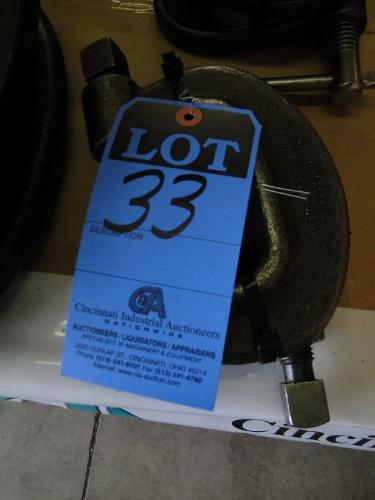 LOT
33
DESCRIPTION
CIA
Cincinnati Industrial Auctioneers
NATIONWIDE
AUCTIONEERS / LIQUIDATORS / APPRAISERS
SPECIALISTS IN MACHINERY & EQUIPMENT
2020 DUNLAP ST. CINCINNATI, OHIO 45214
Phone (513) 241-9701 Fax (513) 241-6760
Internet: www.cia-auction.com
Cinci